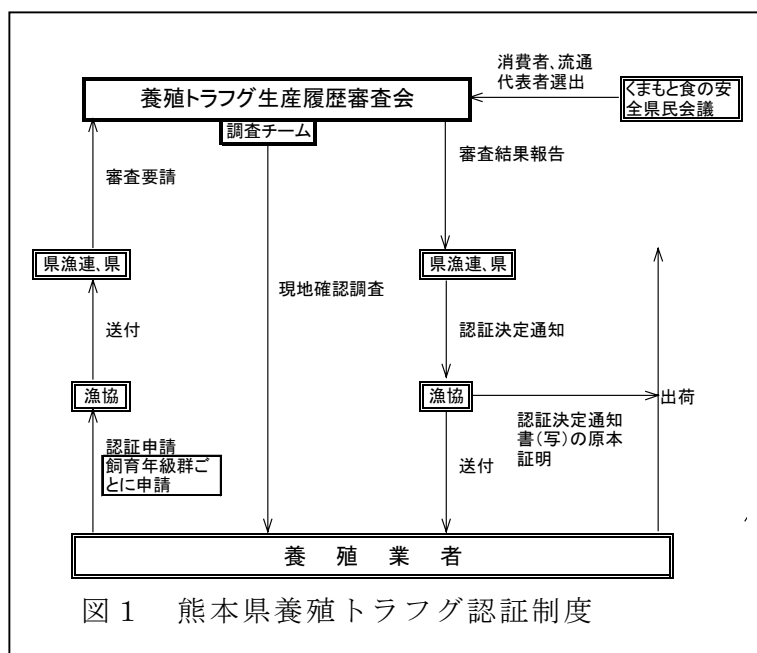 消費者、流通
代表者選出
くまもと食の安
全県民会議
養殖トラフグ生産履歴審査会
調査チーム
審査要請
審査結果報告
県漁連、県
県漁連、県
現地確認調査
送付
認証決定通知
漁協
漁協
出荷
認証申請
飼育年級群ご
とに申請
認証決定通知
書(写)の原本
証明
送付
養殖業者
図1 熊本県養殖トラフグ認証制度